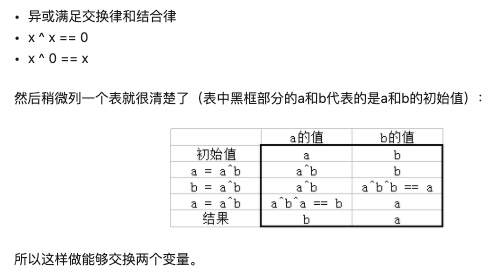 • 异或满足交换律和结合律
• x ^ x == 0
• x ^ 0 == x
然后稍微列一个表就很清楚了（表中黑框部分的a和b代表的是a和b的初始值）：
a的值 b的值
初始值 a b
a = a^b a^b b
b = a^b a^b a^b^b == a
a = a^b a^b^a == b a
结果 b a
所以这样做能够交换两个变量。